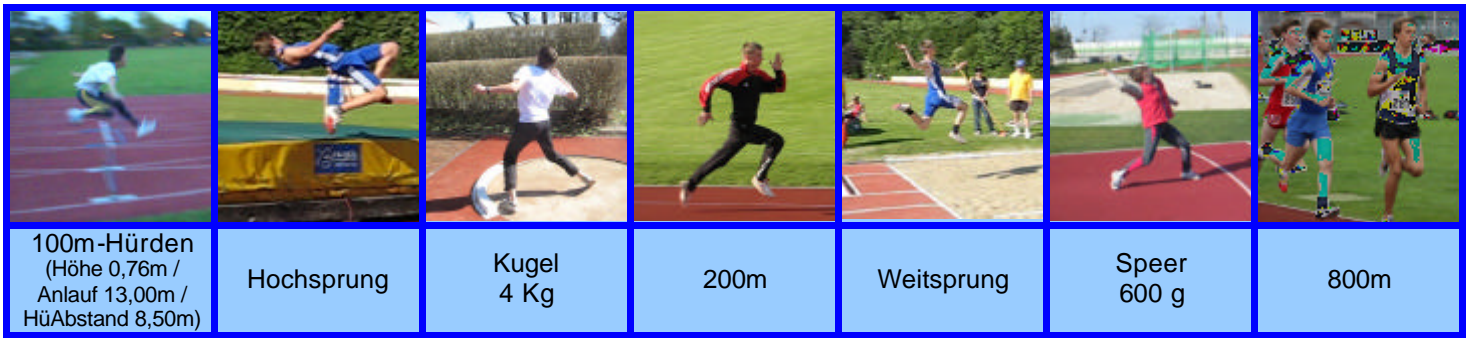 100m-Hürden
(Höhe 0,76m /
Anlauf 13,00m /
HüAbstand 8,50m)
Hochsprung
Kugel
4 Kg
200m
Weitsprung
Speer
600 g
800m